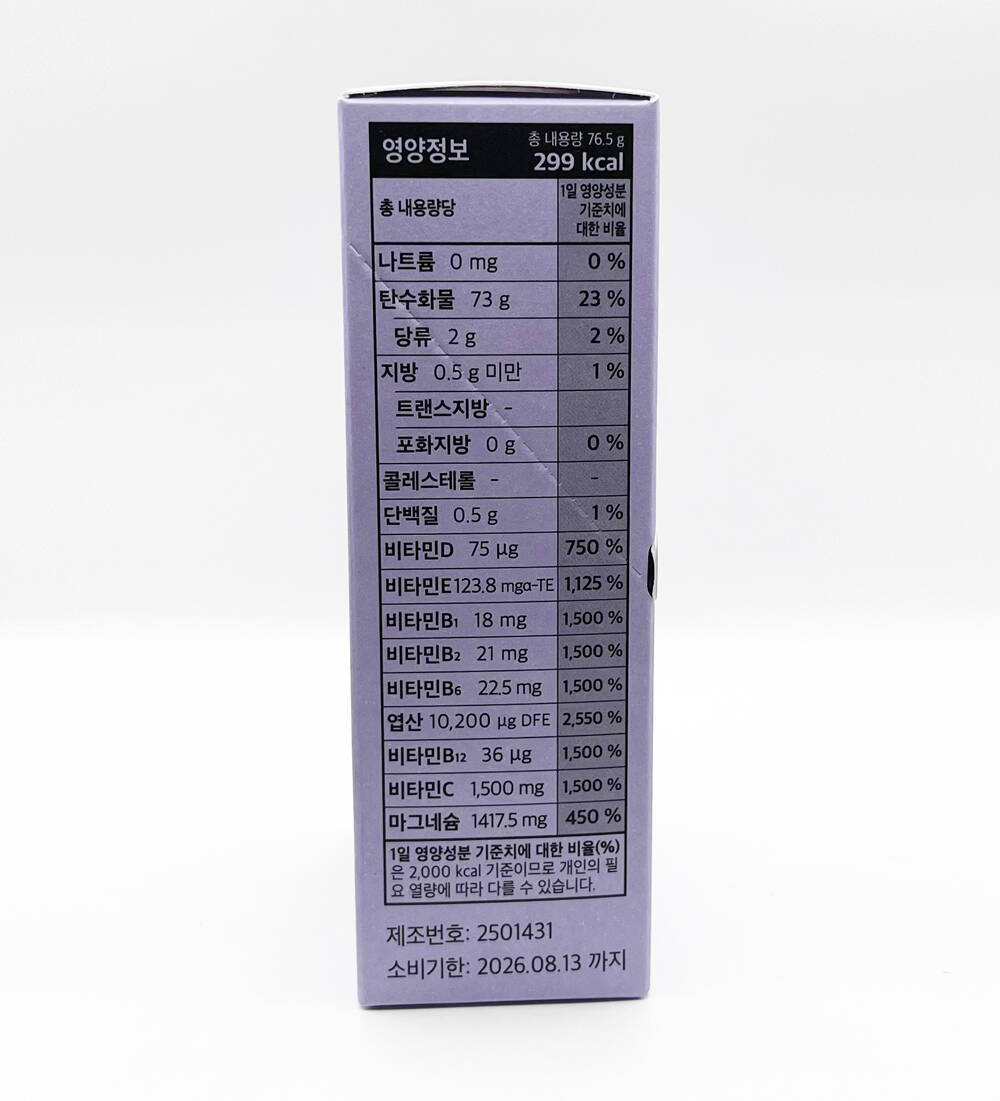 영양정보
총 내용량 76.5 g
299 kcal
총 내용량당
1일 영양성분
기준치에
대한 비율
나트륨 0 mg 0 %
탄수화물 73 g 23 %
당류 2 g 2 %
지방 0.5 g 미만 1 %
트랜스지방 -
포화지방 0 g 0 %
콜레스테롤 - -
단백질 0.5 g 1 %
비타민D 75 µg 750 %
비타민E 123.8 mgα-TE 1,125 %
비타민B1 18 mg 1,500 %
비타민B2 21 mg 1,500 %
비타민B6 22.5 mg 1,500 %
엽산 10,200 µg DFE 2,550 %
비타민B12 36 µg 1,500 %
비타민C 1,500 mg 1,500 %
마그네슘 1417.5 mg 450 %
1일 영양성분 기준치에 대한 비율(%)
은 2,000 kcal 기준이므로 개인의 필
요 열량에 따라 다를 수 있습니다.
제조번호: 2501431
소비기한: 2026.08.13 까지